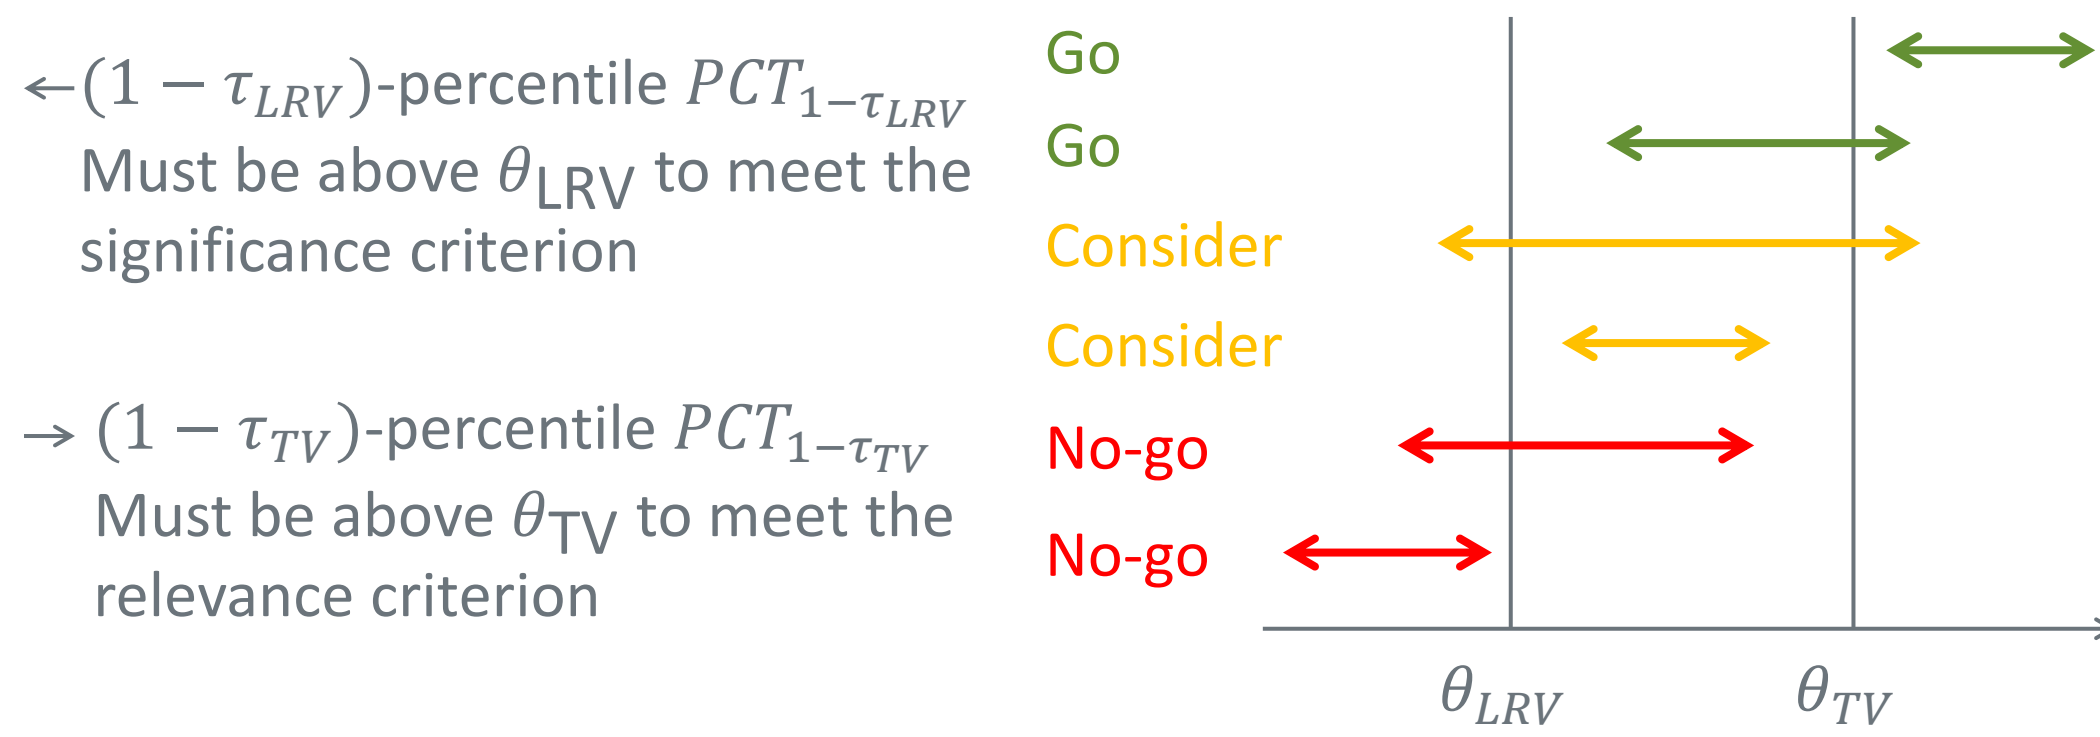 ←(1 − τ_LRV)-percentile PCT_1−τ_LRV
Must be above θ_LRV to meet the
significance criterion
→ (1 − τ_TV)-percentile PCT_1−τ_TV
Must be above θ_TV to meet the
relevance criterion
Go
Go
Consider
Consider
No-go
No-go
θ_LRV
θ_TV